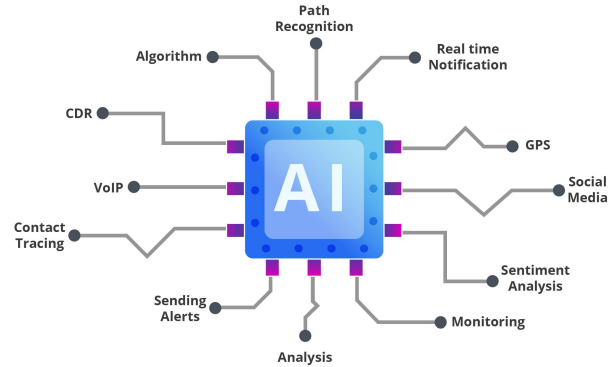 Path
Recognition
Algorithm
Real time
Notification
CDR
GPS
AI
VoIP
Social
Media
Contact
Tracing
Sentiment
Analysis
Sending
Alerts
Monitoring
Analysis